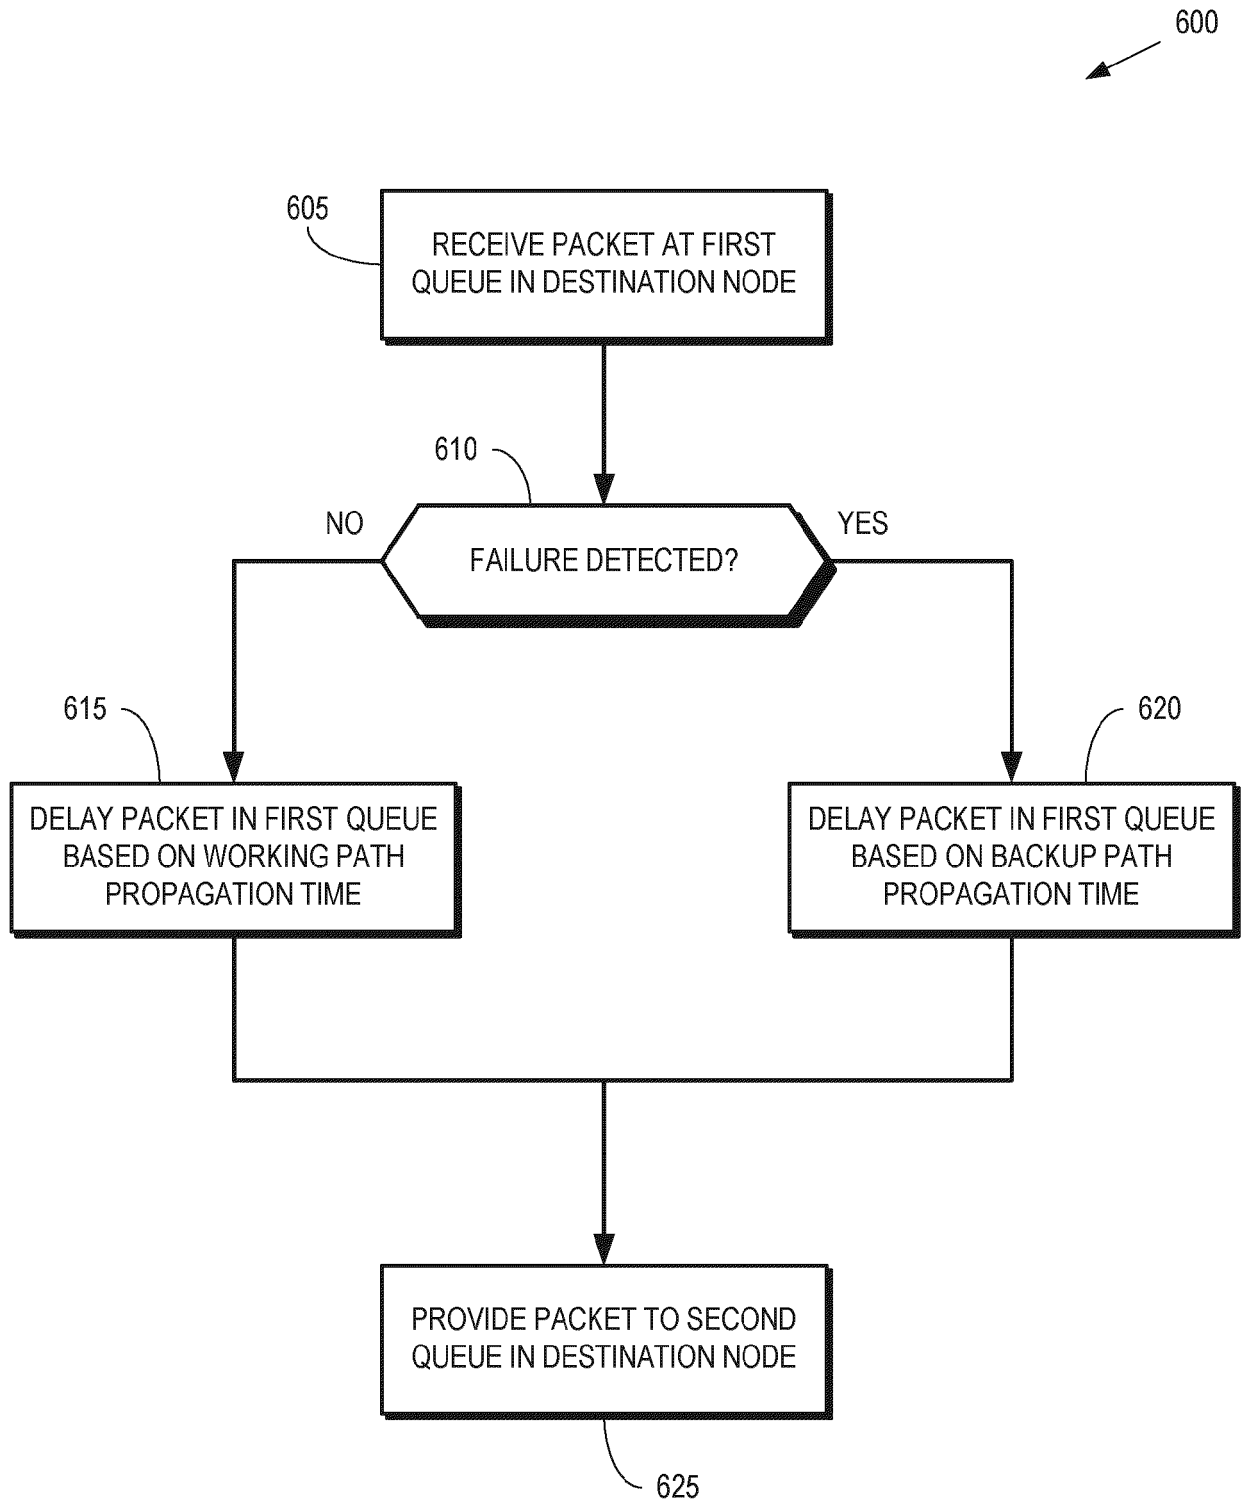 600
605
RECEIVE PACKET AT FIRST
QUEUE IN DESTINATION NODE
610
NO
YES
FAILURE DETECTED?
615
620
DELAY PACKET IN FIRST QUEUE
BASED ON WORKING PATH
PROPAGATION TIME
DELAY PACKET IN FIRST QUEUE
BASED ON BACKUP PATH
PROPAGATION TIME
PROVIDE PACKET TO SECOND
QUEUE IN DESTINATION NODE
625